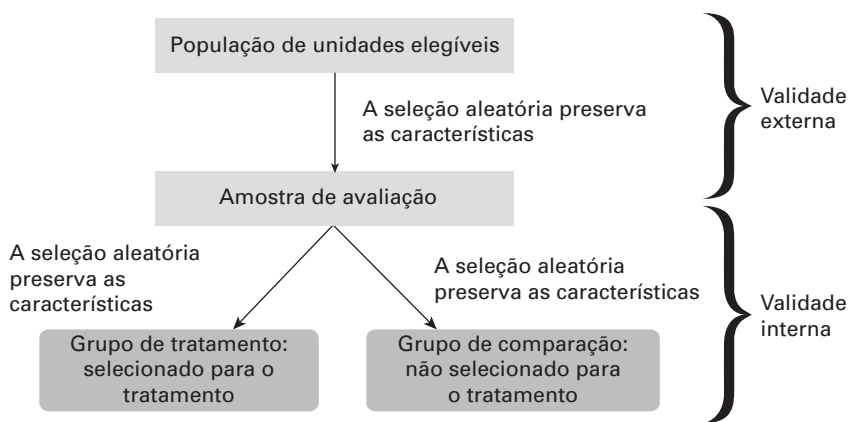 População de unidades elegíveis
A seleção aleatória preserva
as características
Validade
externa
Amostra de avaliação
A seleção aleatória
preserva as
características
A seleção aleatória
preserva as características
Validade
interna
Grupo de tratamento:
selecionado para o
tratamento
Grupo de comparação:
não selecionado para
o tratamento